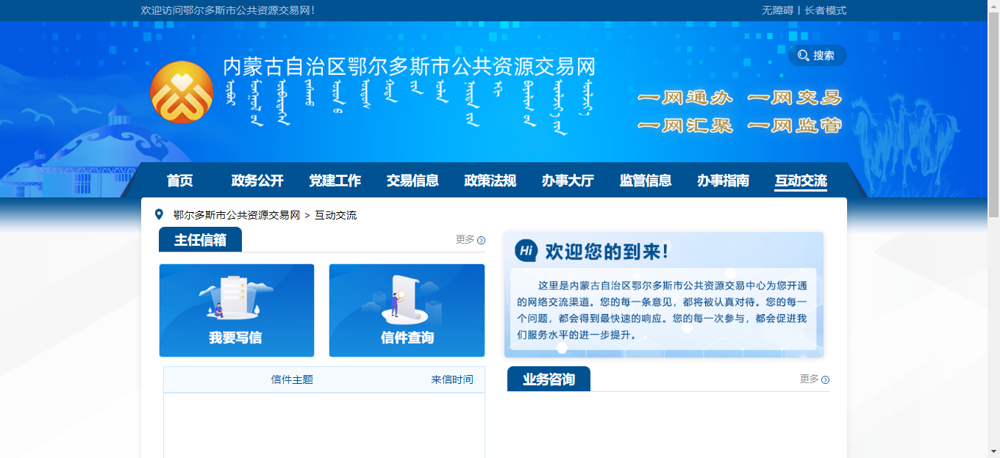 欢迎访问鄂尔多斯市公共资源交易网！
无障碍 | 长者模式
搜索
内蒙古自治区鄂尔多斯市公共资源交易网
一网通办 一网交易
一网汇聚 一网监管
首页 政务公开 党建工作 交易信息 政策法规 办事大厅 监管信息 办事指南 互动交流
鄂尔多斯市公共资源交易网 > 互动交流
主任信箱 更多
我要写信 信件查询
信件主题 来信时间
Hi 欢迎您的到来！
这里是内蒙古自治区鄂尔多斯市公共资源交易中心为您开通
的网络交流渠道。您的每一条意见，都将被认真对待。您的每一
个问题，都会得到最快速的响应。您的每一次参与，都会促进我
们服务水平的进一步提升。
业务咨询 更多